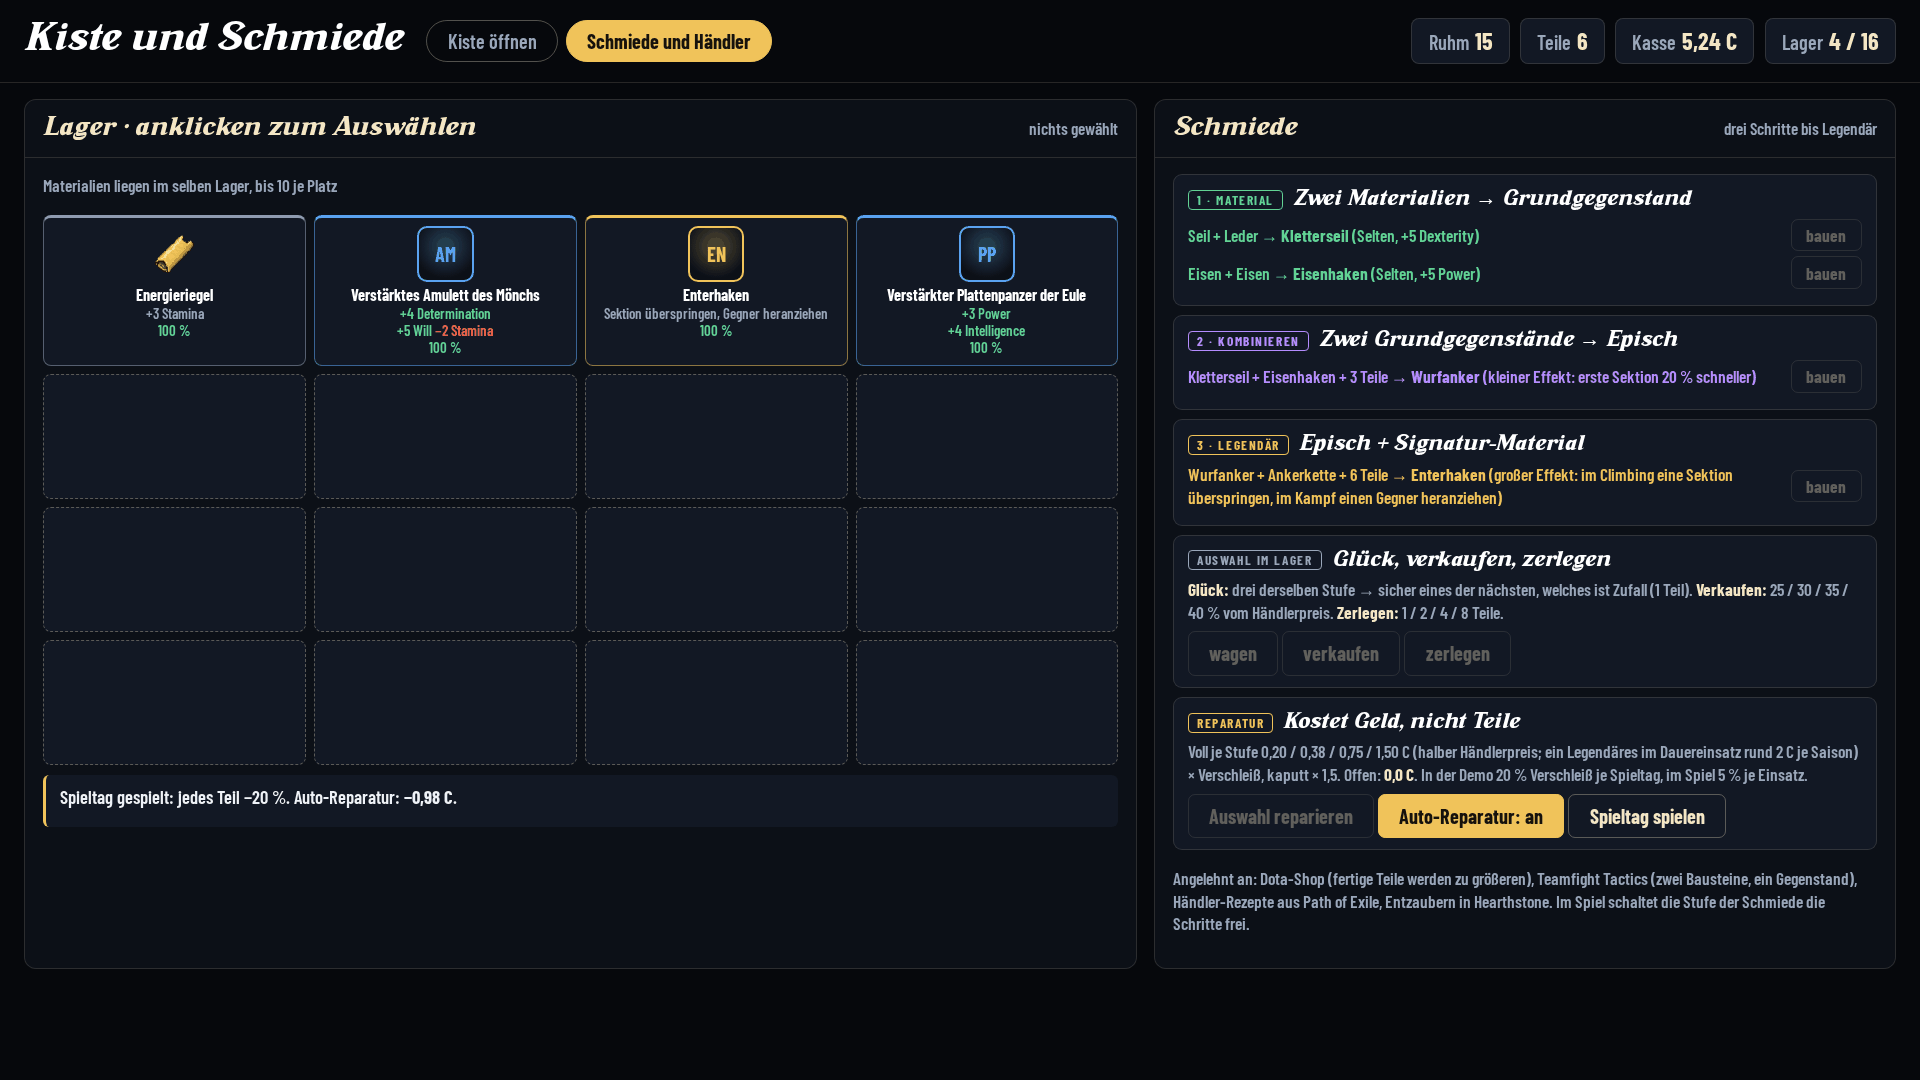 Kiste und Schmiede
Kiste öffnen
Schmiede und Händler
Ruhm 15
Teile 6
Kasse 5,24 C
Lager 4 / 16
Lager · anklicken zum Auswählen
nichts gewählt
Materialien liegen im selben Lager, bis 10 je Platz
Energieriegel
+3 Stamina
100 %
AM
Verstärktes Amulett des Mönchs
+4 Determination
+5 Will −2 Stamina
100 %
EN
Enterhaken
Sektion überspringen, Gegner heranziehen
100 %
PP
Verstärkter Plattenpanzer der Eule
+3 Power
+4 Intelligence
100 %
Spieltag gespielt: jedes Teil −20 %. Auto-Reparatur: −0,98 C.
Schmiede
drei Schritte bis Legendär
1 · MATERIAL
Zwei Materialien → Grundgegenstand
Seil + Leder → Kletterseil (Selten, +5 Dexterity)
bauen
Eisen + Eisen → Eisenhaken (Selten, +5 Power)
bauen
2 · KOMBINIEREN
Zwei Grundgegenstände → Episch
Kletterseil + Eisenhaken + 3 Teile → Wurfanker (kleiner Effekt: erste Sektion 20 % schneller)
bauen
3 · LEGENDÄR
Episch + Signatur-Material
Wurfanker + Ankerkette + 6 Teile → Enterhaken (großer Effekt: im Climbing eine Sektion
überspringen, im Kampf einen Gegner heranziehen)
bauen
AUSWAHL IM LAGER
Glück, verkaufen, zerlegen
Glück: drei derselben Stufe → sicher eines der nächsten, welches ist Zufall (1 Teil). Verkaufen: 25 / 30 / 35 /
40 % vom Händlerpreis. Zerlegen: 1 / 2 / 4 / 8 Teile.
wagen
verkaufen
zerlegen
REPARATUR
Kostet Geld, nicht Teile
Voll je Stufe 0,20 / 0,38 / 0,75 / 1,50 C (halber Händlerpreis; ein Legendäres im Dauereinsatz rund 2 C je Saison)
× Verschleiß, kaputt × 1,5. Offen: 0,0 C. In der Demo 20 % Verschleiß je Spieltag, im Spiel 5 % je Einsatz.
Auswahl reparieren
Auto-Reparatur: an
Spieltag spielen
Angelehnt an: Dota-Shop (fertige Teile werden zu größeren), Teamfight Tactics (zwei Bausteine, ein Gegenstand),
Händler-Rezepte aus Path of Exile, Entzaubern in Hearthstone. Im Spiel schaltet die Stufe der Schmiede die
Schritte frei.